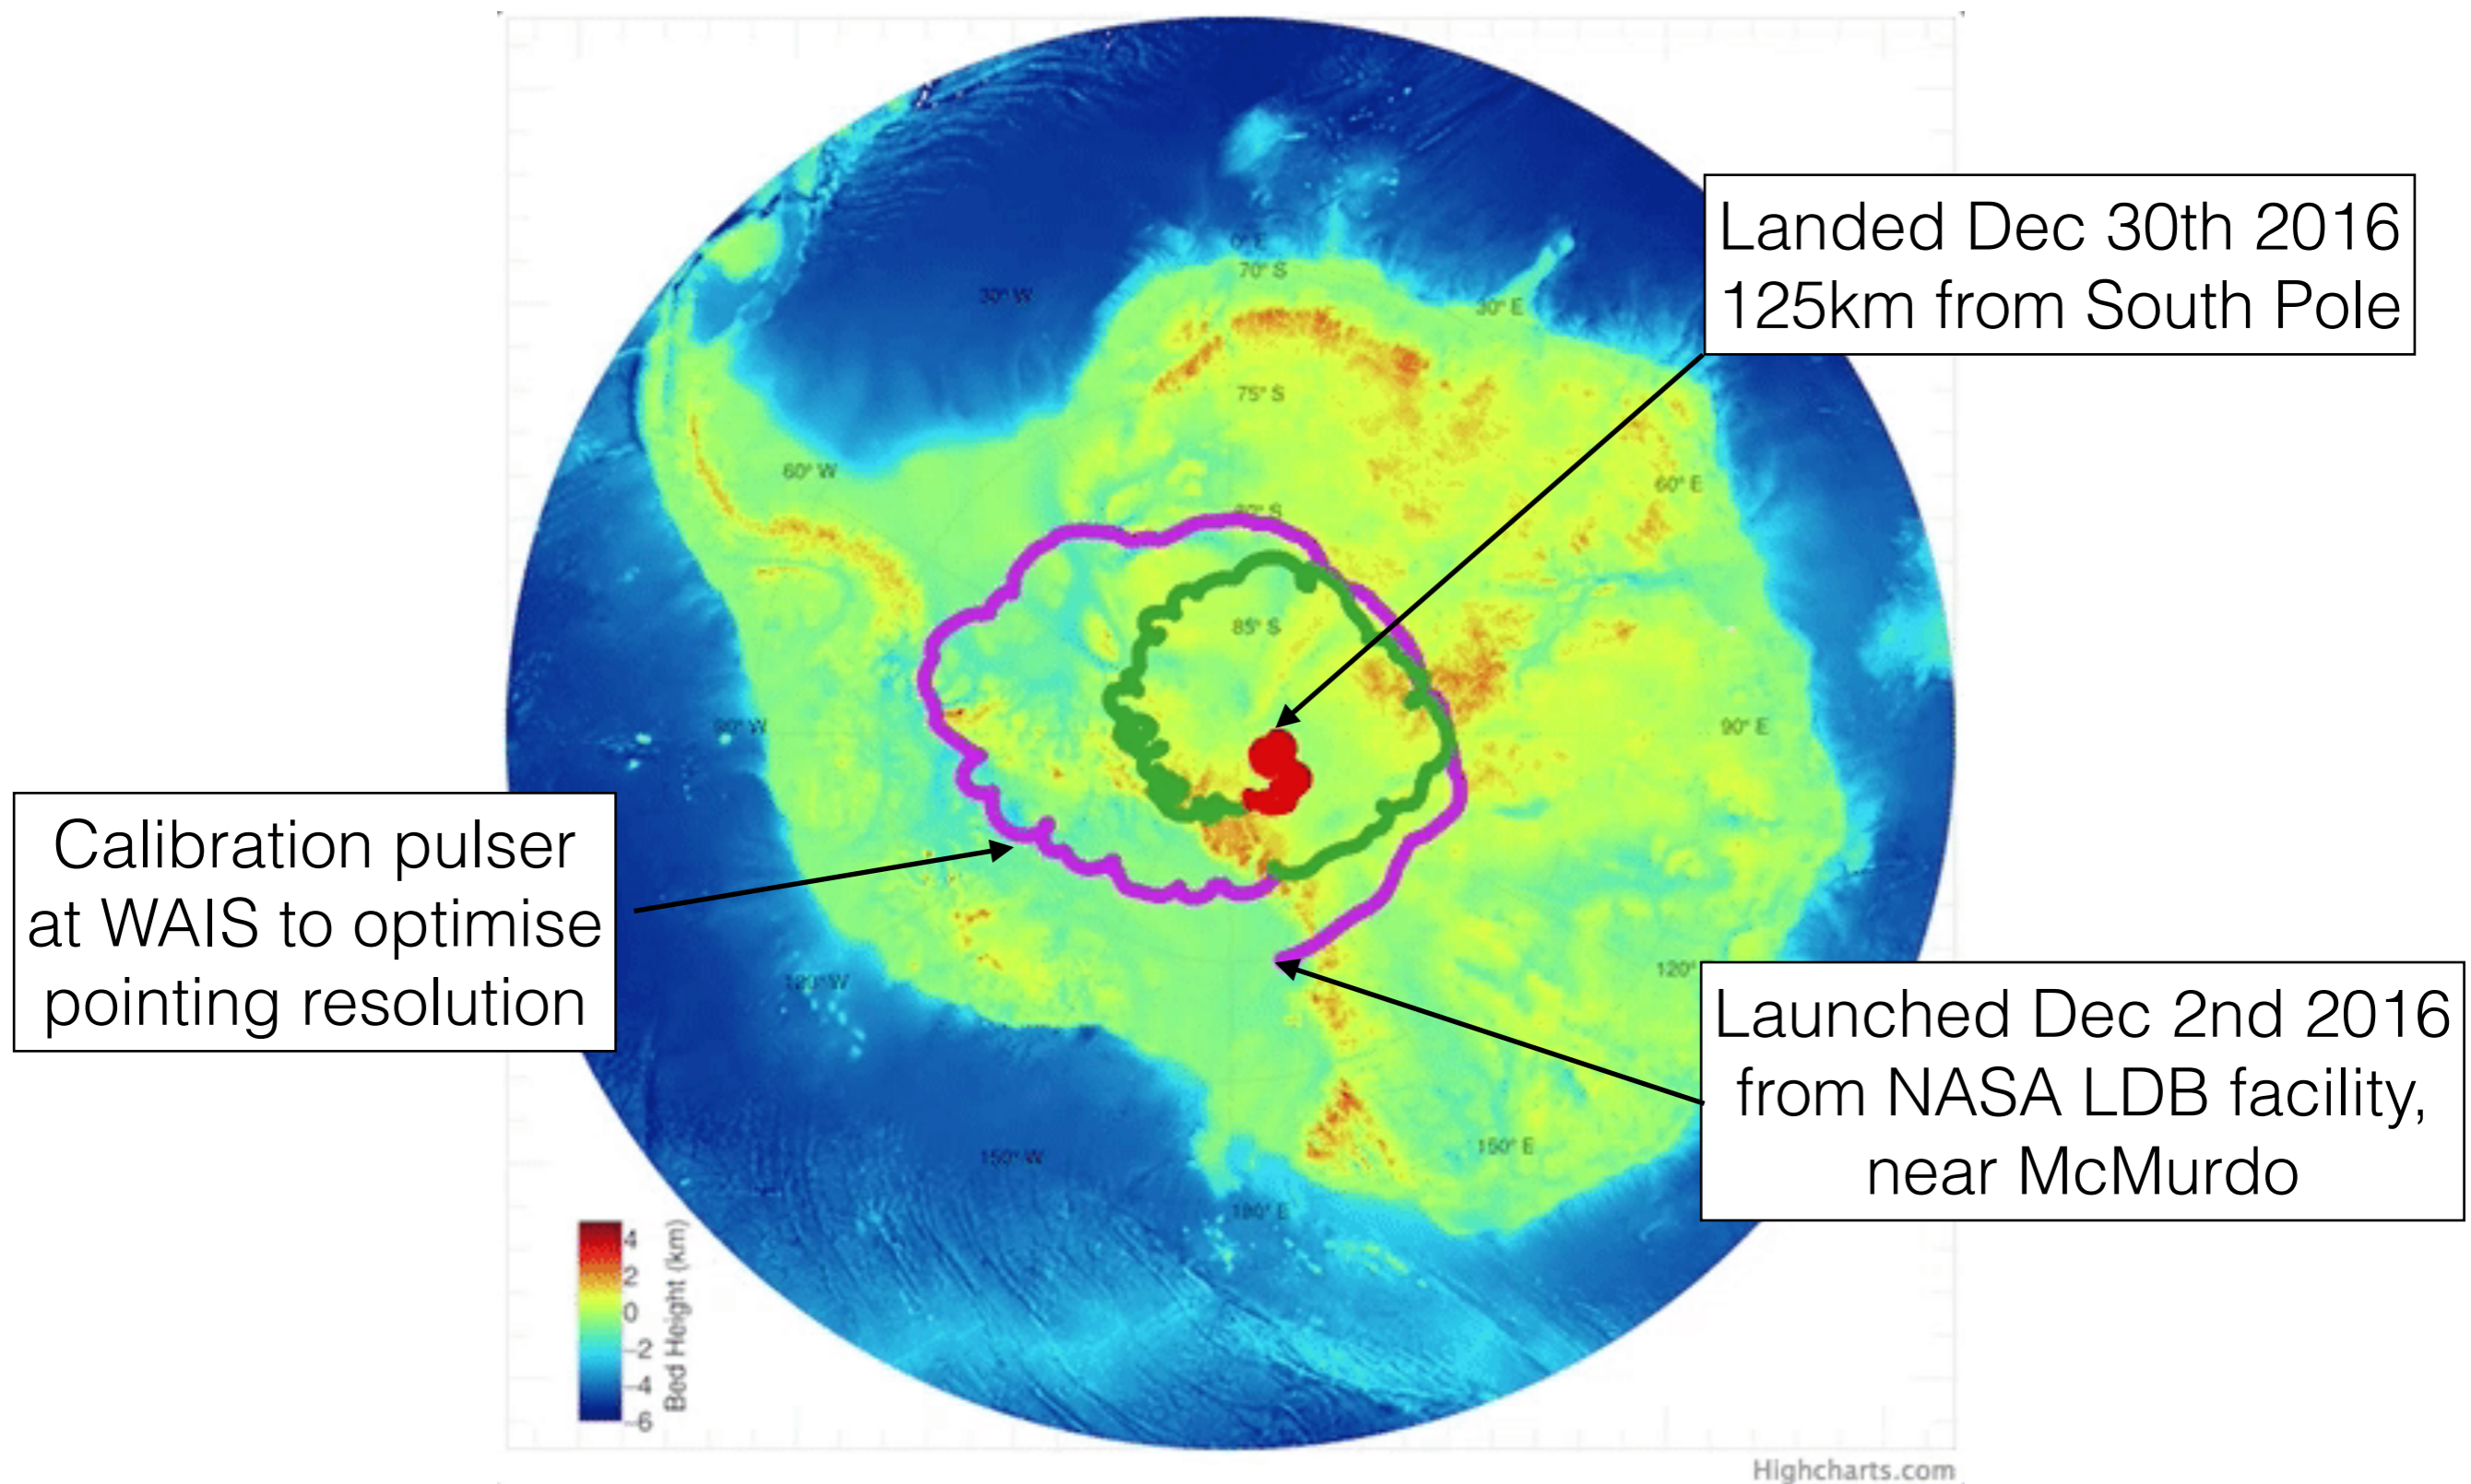 Landed Dec 30th 2016
125km from South Pole
0° E
70° S
30° W
30° E
75° S
60° W
60° E
80° S
85° S
90° W
90° E
Calibration pulser
at WAIS to optimise
pointing resolution
120° W
120°
Launched Dec 2nd 2016
from NASA LDB facility,
near McMurdo
150° W
150° E
180° E
4
2
0
-2
-4
-6
Bed Height (km)
Highcharts.com